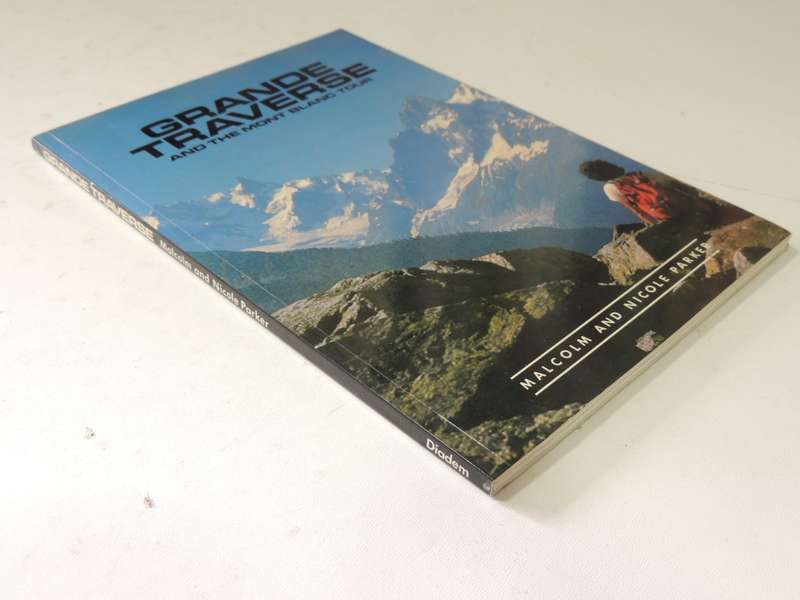 GRANDE
TRAVERSE
AND THE MONT BLANC TOUR
MALCOLM AND NICOLE PARKER
GRANDE TRAVERSE Malcolm and Nicole Parker Diadem